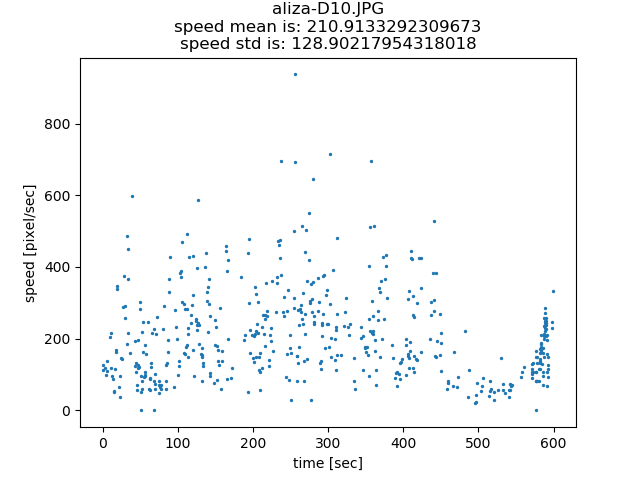 aliza-D10.JPG
speed mean is: 210.9133292309673
speed std is: 128.90217954318018
800
600
400
200
0
speed [pixel/sec]
0 100 200 300 400 500 600
time [sec]